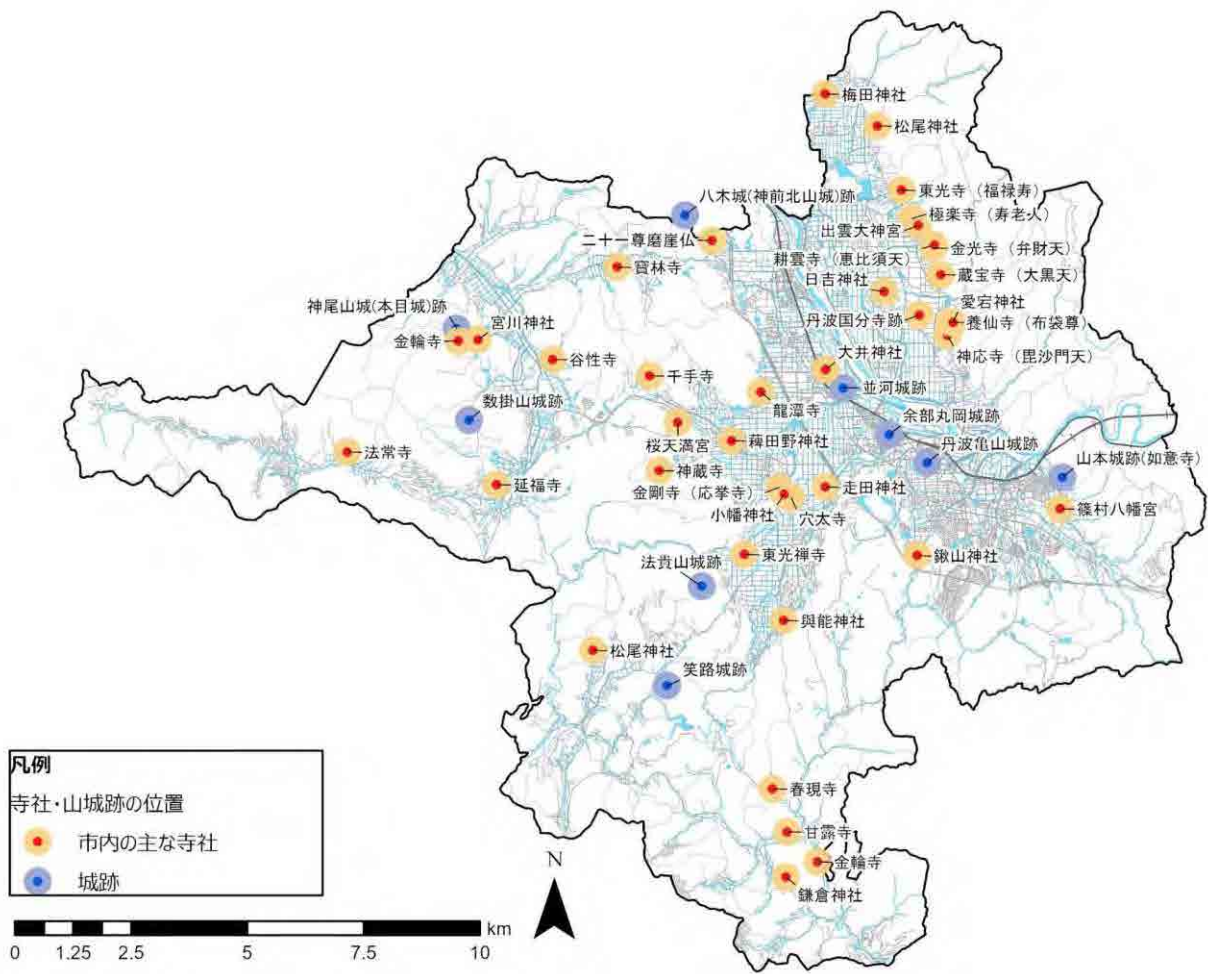 梅田神社
松尾神社
東光寺（福禄寿）
八木城(神前北山城)跡
極楽寺（寿老人）
出雲大神宮
二十一尊磨崖仏
金光寺（弁財天）
耕雲寺（恵比須天）
寶林寺
蔵宝寺（大黒天）
日吉神社
愛宕神社
神尾山城(本目城)跡
丹波国分寺跡
養仙寺（布袋尊）
宮川神社
金輪寺
神応寺（毘沙門天）
谷性寺
大井神社
千手寺
並河城跡
龍潭寺
数掛山城跡
余部丸岡城跡
桜天満宮
薭田野神社
丹波亀山城跡
法常寺
山本城跡(如意寺)
神蔵寺
延福寺
金剛寺（応挙寺）
走田神社
小幡神社
穴太寺
篠村八幡宮
東光禅寺
鍬山神社
法貴山城跡
與能神社
松尾神社
笑路城跡
凡例
寺社・山城跡の位置
市内の主な寺社
城跡
春現寺
甘露寺
金輪寺
鎌倉神社
N
km
0 1.25 2.5 5 7.5 10